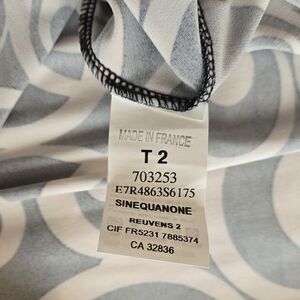 MADE IN FRANCE
T 2
703253
E7R4863S6175
SINEQUANONE
REUVENS 2
CIF FR5231 7885374
CA 32836